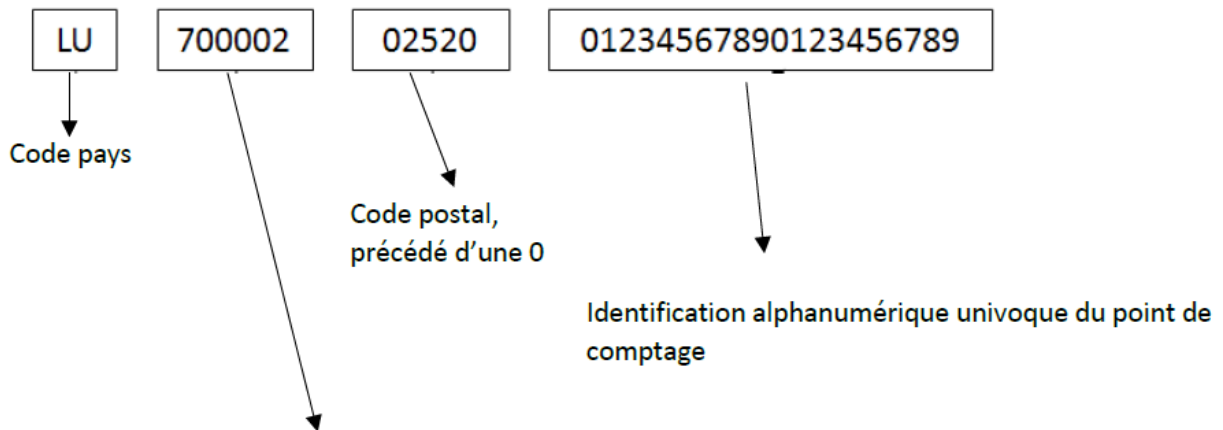 LU 700002 02520 01234567890123456789
Code pays
Code postal,
précédé d'une 0
Identification alphanumérique univoque du point de
comptage